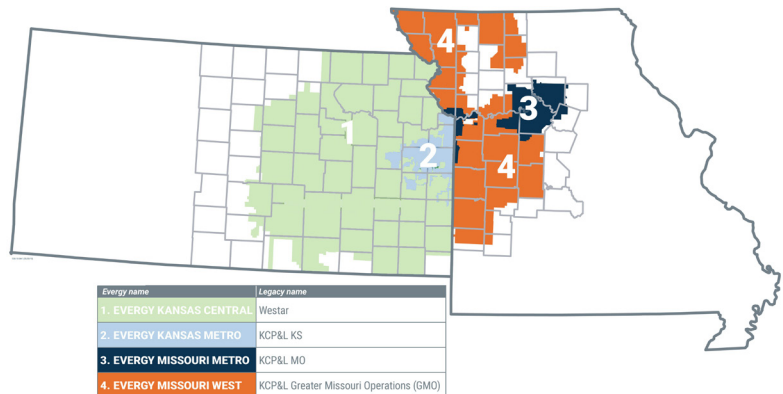 4
3
1
2
4
Evergy name Legacy name
1. EVERGY KANSAS CENTRAL Westar
2. EVERGY KANSAS METRO KCP&L KS
3. EVERGY MISSOURI METRO KCP&L MO
4. EVERGY MISSOURI WEST KCP&L Greater Missouri Operations (GMO)